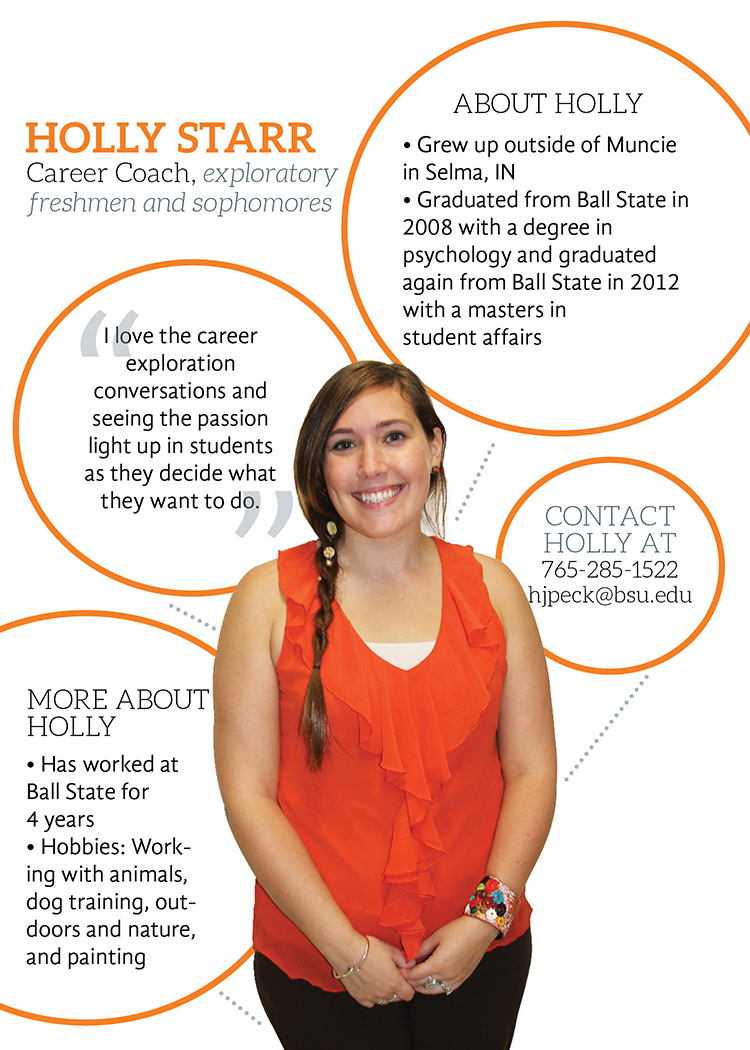 HOLLY STARR
Career Coach, exploratory
freshmen and sophomores
ABOUT HOLLY
• Grew up outside of Muncie
in Selma, IN
• Graduated from Ball State in
2008 with a degree in
psychology and graduated
again from Ball State in 2012
with a masters in
student affairs
“I love the career
exploration
conversations and
seeing the passion
light up in students
as they decide what
they want to do.”
CONTACT
HOLLY AT
765-285-1522
hjpeck@bsu.edu
MORE ABOUT
HOLLY
• Has worked at
Ball State for
4 years
• Hobbies: Work-
ing with animals,
dog training, out-
doors and nature,
and painting